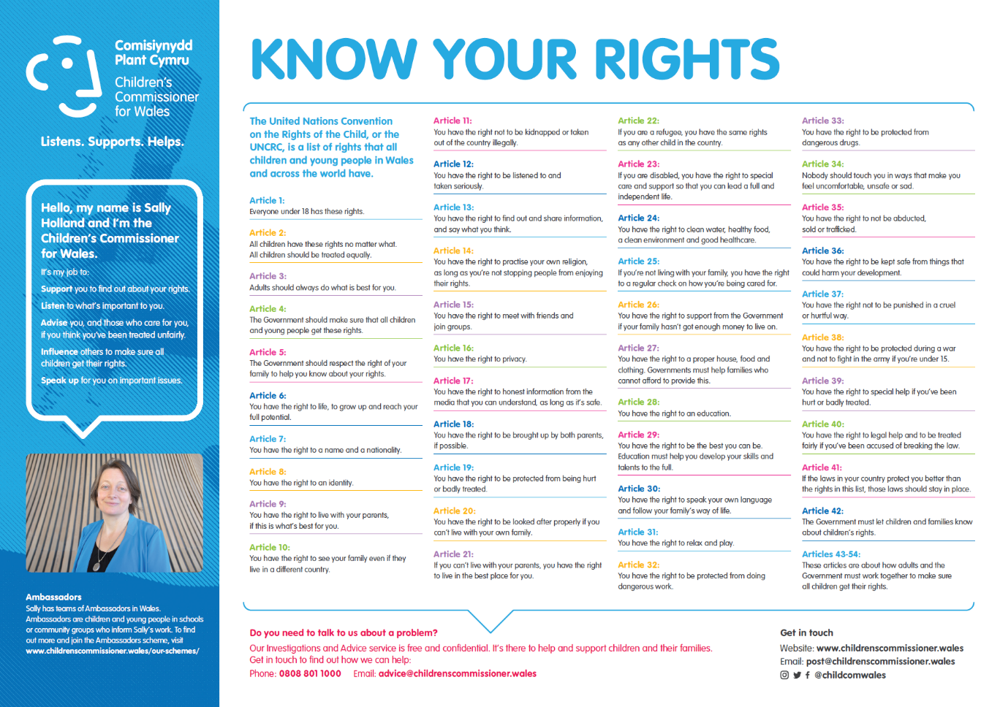 Comisiynydd
Plant Cymru
Children's
Commissioner
for Wales
Listens. Supports. Helps.
Hello, my name is Sally
Holland and I'm the
Children's Commissioner
for Wales.
It's my job to:
Support you to find out about your rights.
Listen to what's important to you.
Advise you, and those who care for you,
if you think you've been treated unfairly.
Influence others to make sure all
children get their rights.
Speak up for you on important issues.
Ambassadors
Sally has teams of Ambassadors in Wales.
Ambassadors are children and young people in schools
or community groups who inform Sally's work. To find
out more and join the Ambassadors scheme, visit
www.childrenscommissioner.wales/our-schemes/
KNOW YOUR RIGHTS
The United Nations Convention
on the Rights of the Child, or the
UNCRC, is a list of rights that all
children and young people in Wales
and across the world have.
Article 1:
Everyone under 18 has these rights.
Article 2:
All children have these rights no matter what.
All children should be treated equally.
Article 3:
Adults should always do what is best for you.
Article 4:
The Government should make sure that all children
and young people get these rights.
Article 5:
The Government should respect the right of your
family to help you know about your rights.
Article 6:
You have the right to life, to grow up and reach your
full potential.
Article 7:
You have the right to a name and a nationality.
Article 8:
You have the right to an identity.
Article 9:
You have the right to live with your parents,
if this is what's best for you.
Article 10:
You have the right to see your family even if they
live in a different country.
Article 11:
You have the right not to be kidnapped or taken
out of the country illegally.
Article 12:
You have the right to be listened to and
taken seriously.
Article 13:
You have the right to find out and share information,
and say what you think.
Article 14:
You have the right to practise your own religion,
as long as you're not stopping people from enjoying
their rights.
Article 15:
You have the right to meet with friends and
join groups.
Article 16:
You have the right to privacy.
Article 17:
You have the right to honest information from the
media that you can understand, as long as it's safe.
Article 18:
You have the right to be brought up by both parents,
if possible.
Article 19:
You have the right to be protected from being hurt
or badly treated.
Article 20:
You have the right to be looked after properly if you
can't live with your own family.
Article 21:
If you can't live with your parents, you have the right
to live in the best place for you.
Article 22:
If you are a refugee, you have the same rights
as any other child in the country.
Article 23:
If you are disabled, you have the right to special
care and support so that you can lead a full and
independent life.
Article 24:
You have the right to clean water, healthy food,
a clean environment and good healthcare.
Article 25:
If you're not living with your family, you have the right
to a regular check on how you're being cared for.
Article 26:
You have the right to support from the Government
if your family hasn't got enough money to live on.
Article 27:
You have the right to a proper house, food and
clothing. Governments must help families who
cannot afford to provide this.
Article 28:
You have the right to an education.
Article 29:
You have the right to be the best you can be.
Education must help you develop your skills and
talents to the full.
Article 30:
You have the right to speak your own language
and follow your family's way of life.
Article 31:
You have the right to relax and play.
Article 32:
You have the right to be protected from doing
dangerous work.
Article 33:
You have the right to be protected from
dangerous drugs.
Article 34:
Nobody should touch you in ways that make you
feel uncomfortable, unsafe or sad.
Article 35:
You have the right to not be abducted,
sold or trafficked.
Article 36:
You have the right to be kept safe from things that
could harm your development.
Article 37:
You have the right not to be punished in a cruel
or hurtful way.
Article 38:
You have the right to be protected during a war
and not to fight in the army if you're under 15.
Article 39:
You have the right to special help if you've been
hurt or badly treated.
Article 40:
You have the right to legal help and to be treated
fairly if you've been accused of breaking the law.
Article 41:
If the laws in your country protect you better than
the rights in this list, those laws should stay in place.
Article 42:
The Government must let children and families know
about children's rights.
Articles 43-54:
These articles are about how adults and the
Government must work together to make sure
all children get their rights.
Do you need to talk to us about a problem?
Our Investigations and Advice service is free and confidential. It's there to help and support children and their families.
Get in touch to find out how we can help:
Phone: 0808 801 1000 Email: advice@childrenscommissioner.wales
Get in touch
Website: www.childrenscommissioner.wales
Email: post@childrenscommissioner.wales
@childcomwales